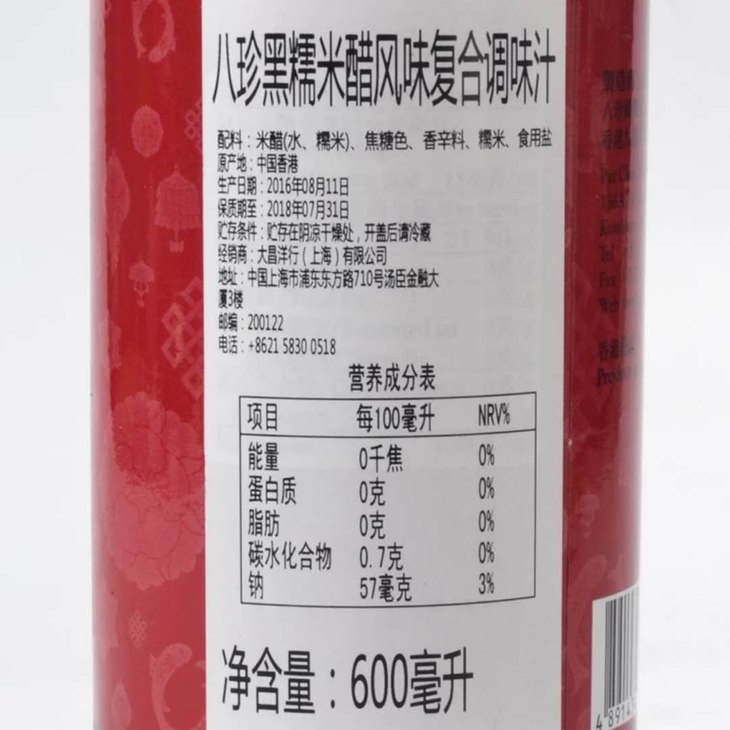 八珍黑糯米醋风味复合调味汁
配料：米醋(水、糯米)、焦糖色、香辛料、糯米、食用盐
原产地：中国香港
生产日期：2016年08月11日
保质期至：2018年07月31日
贮存条件：贮存在阴凉干燥处，开盖后请冷藏
经销商：大昌洋行（上海）有限公司
地址：中国上海市浦东东方路710号汤臣金融大
厦3楼
邮编：200122
电话：+8621 5830 0518
营养成分表
项目 每100毫升 NRV%
能量 0千焦 0%
蛋白质 0克 0%
脂肪 0克 0%
碳水化合物 0.7克 0%
钠 57毫克 3%
净含量：600毫升